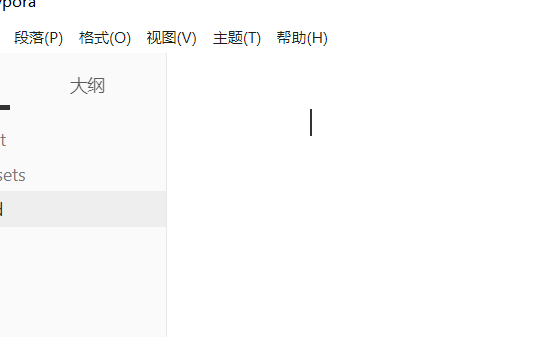 ypora
段落(P) 格式(O) 视图(V) 主题(T) 帮助(H)
大纲
t
sets
d